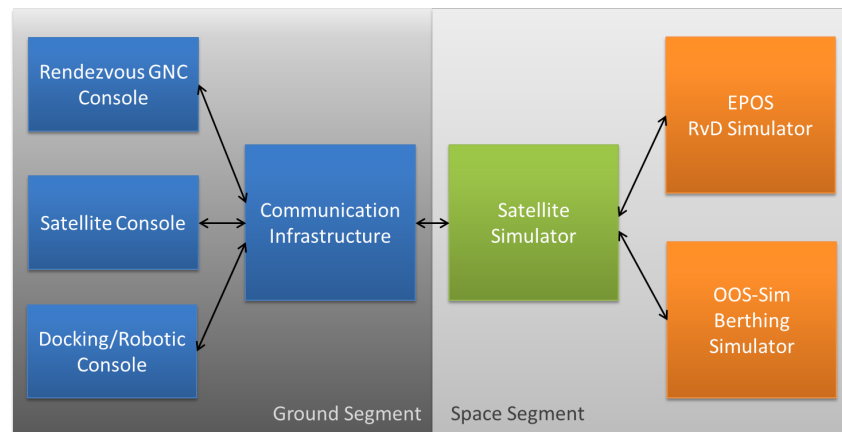 Rendezvous GNC
Console
Satellite Console
Docking/Robotic
Console
Communication
Infrastructure
Ground Segment
Satellite
Simulator
EPOS
RvD Simulator
OOS-Sim
Berthing
Simulator
Space Segment